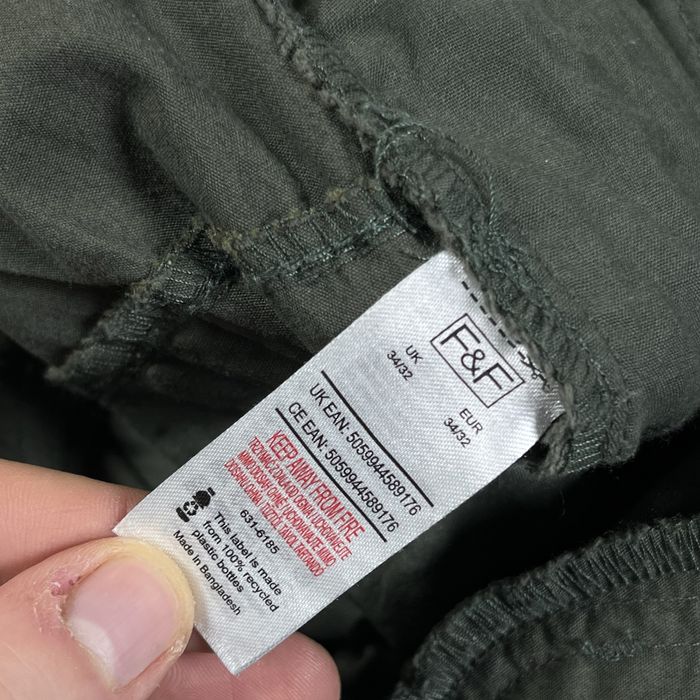 F&F
UK
34/32
EUR
34/32
UK EAN: 5059944589176
CE EAN: 5059944589176
KEEP AWAY FROM FIRE
631-6185
This label is made
from 100% recycled
plastic bottles
Made in Bangladesh